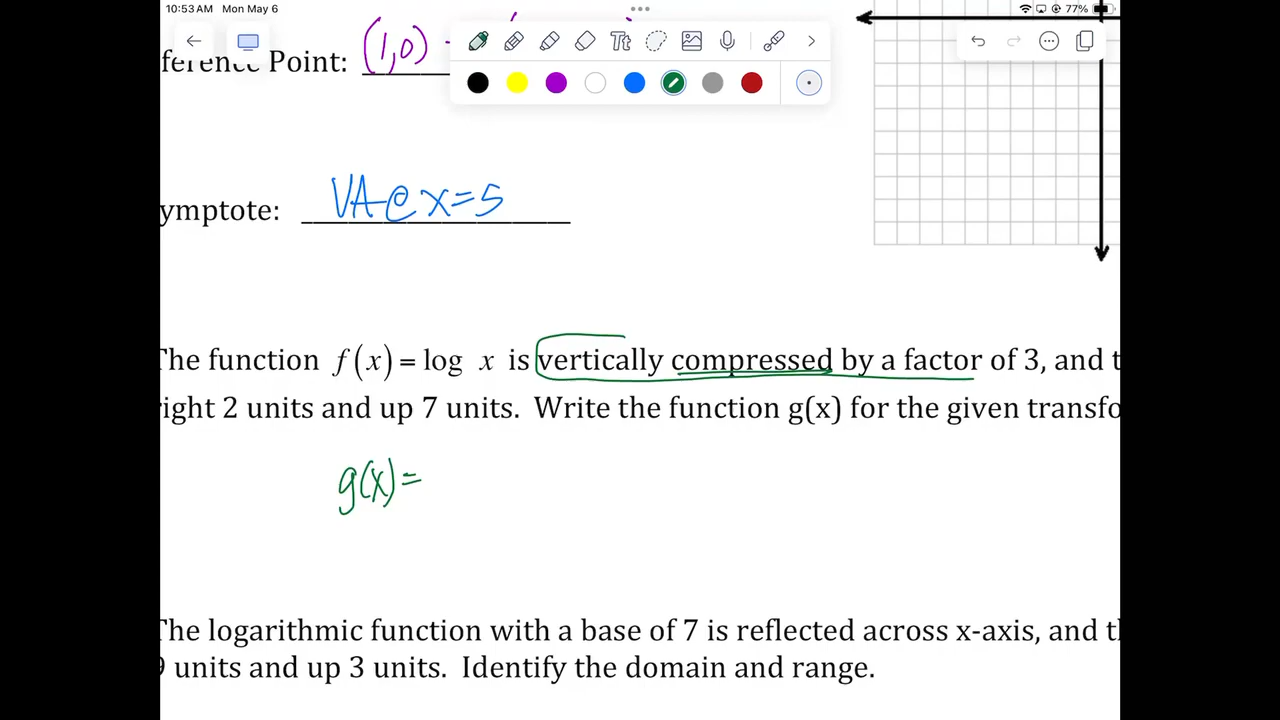 10:53 AM Mon May 6
77%
Tt
ference Point: (1,0)
ymptote: VA@ x=5
The function f(x) = log x is vertically compressed by a factor of 3, and t
right 2 units and up 7 units. Write the function g(x) for the given transfo
g(x)=
The logarithmic function with a base of 7 is reflected across x-axis, and th
9 units and up 3 units. Identify the domain and range.